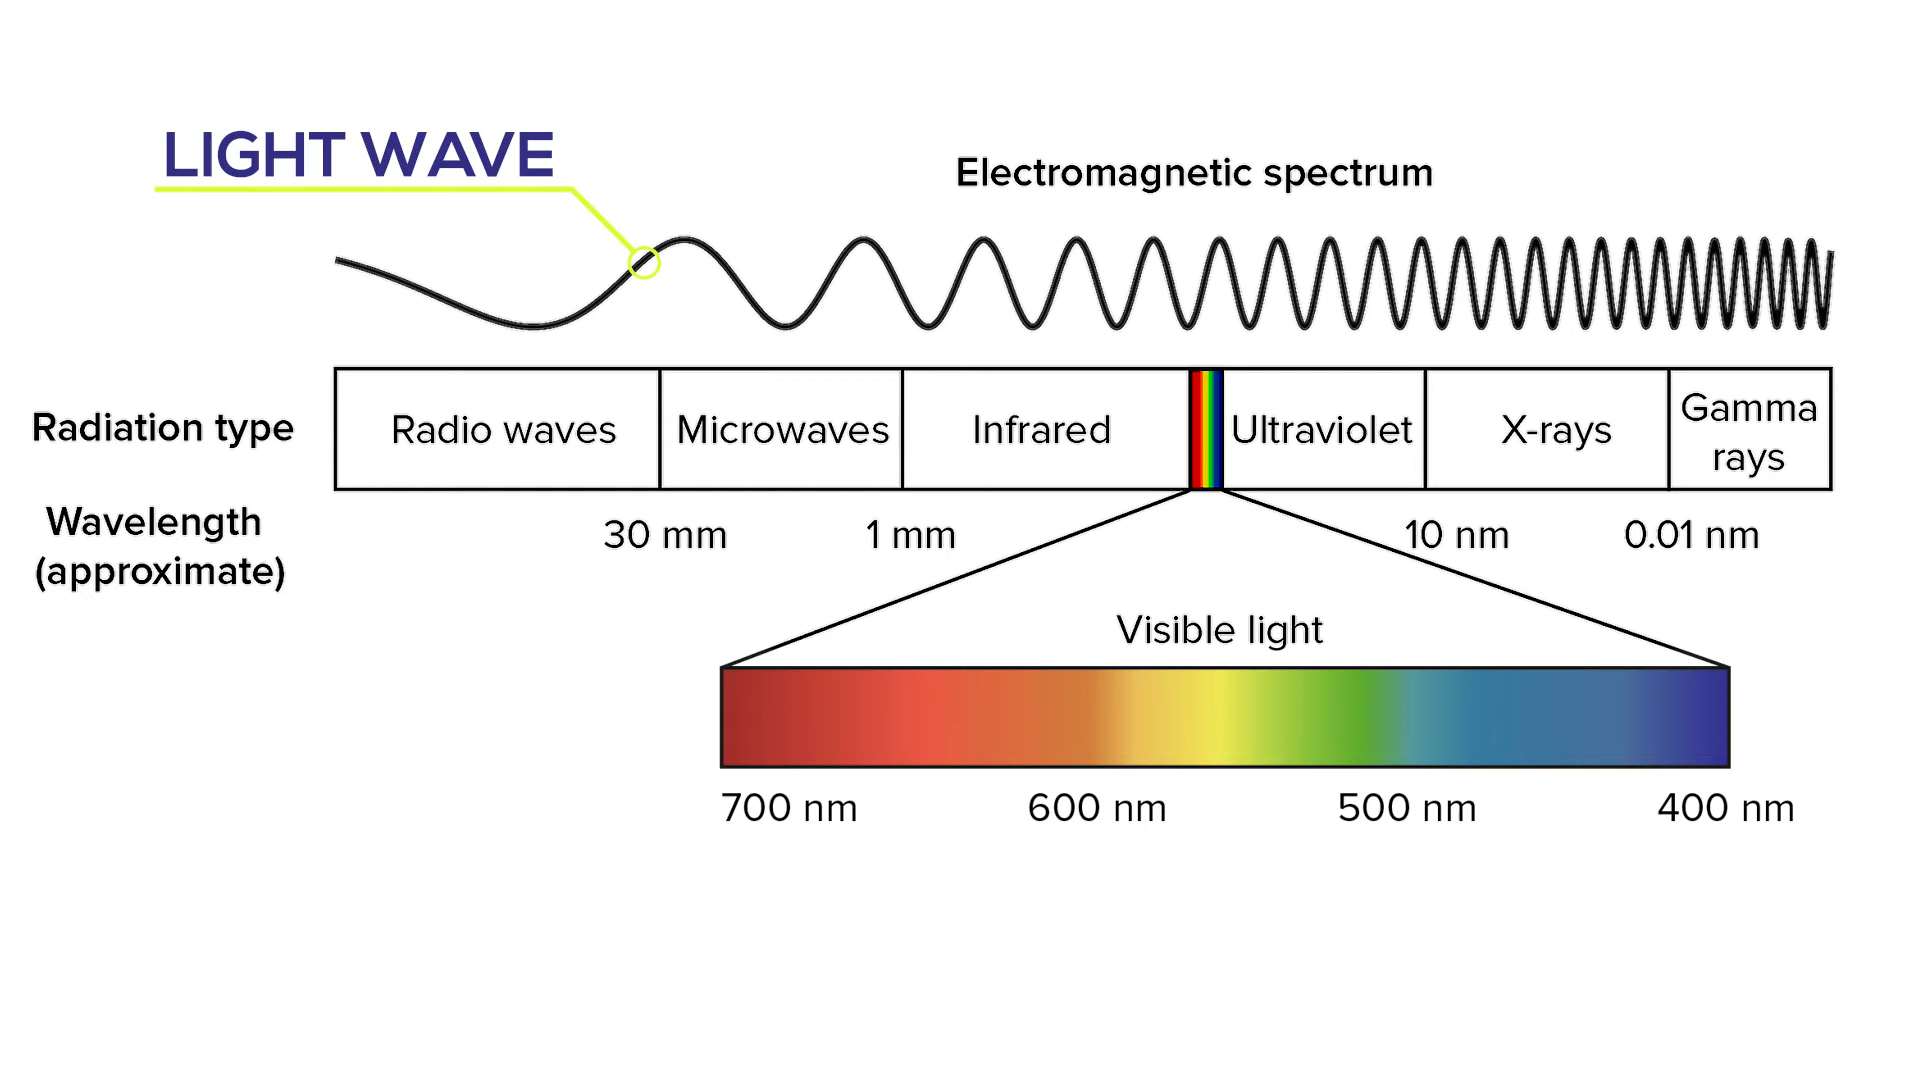 LIGHT WAVE
Electromagnetic spectrum
Radiation type
Radio waves
Microwaves
Infrared
Ultraviolet
X-rays
Gamma
rays
Wavelength
(approximate)
30 mm
1 mm
10 nm
0.01 nm
Visible light
700 nm
600 nm
500 nm
400 nm